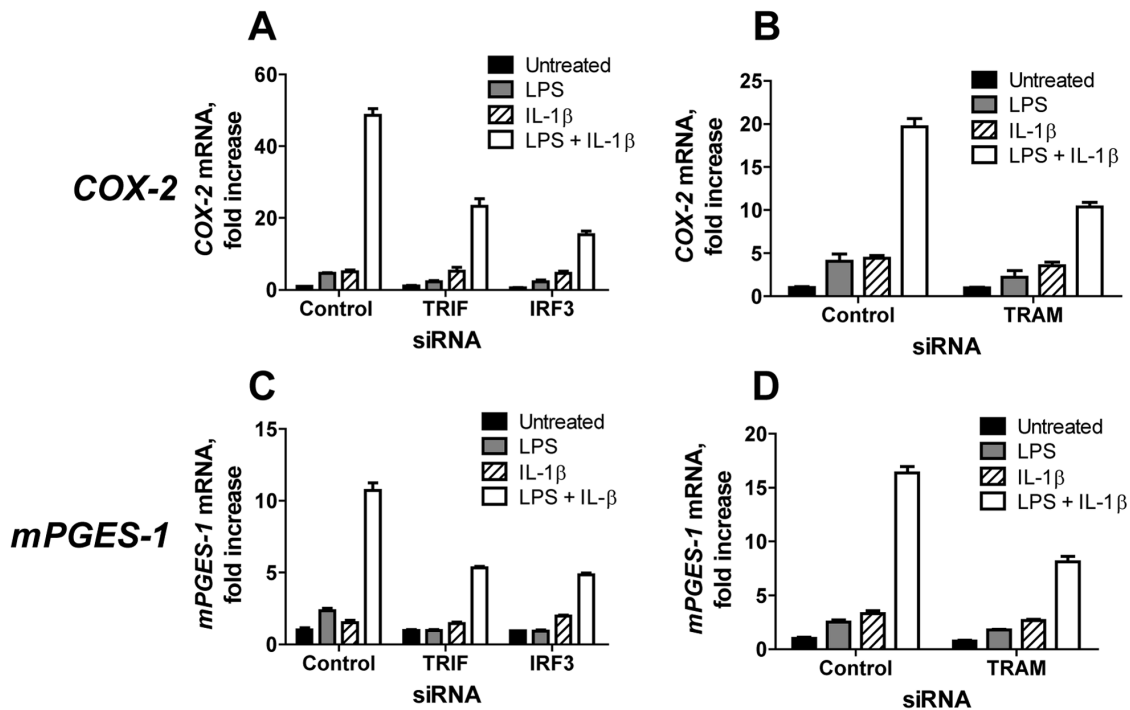 A
COX-2
COX-2 mRNA,
fold increase
60
40
20
0
Untreated
LPS
IL-1β
LPS + IL-1β
Control TRIF IRF3
siRNA
B
COX-2 mRNA,
fold increase
25
20
15
10
5
0
Untreated
LPS
IL-1β
LPS + IL-1β
Control TRAM
siRNA
C
mPGES-1
mPGES-1 mRNA,
fold increase
15
10
5
0
Untreated
LPS
IL-1β
LPS + IL-β
Control TRIF IRF3
siRNA
D
mPGES-1 mRNA,
fold increase
20
15
10
5
0
Untreated
LPS
IL-1β
LPS + IL-1β
Control TRAM
siRNA